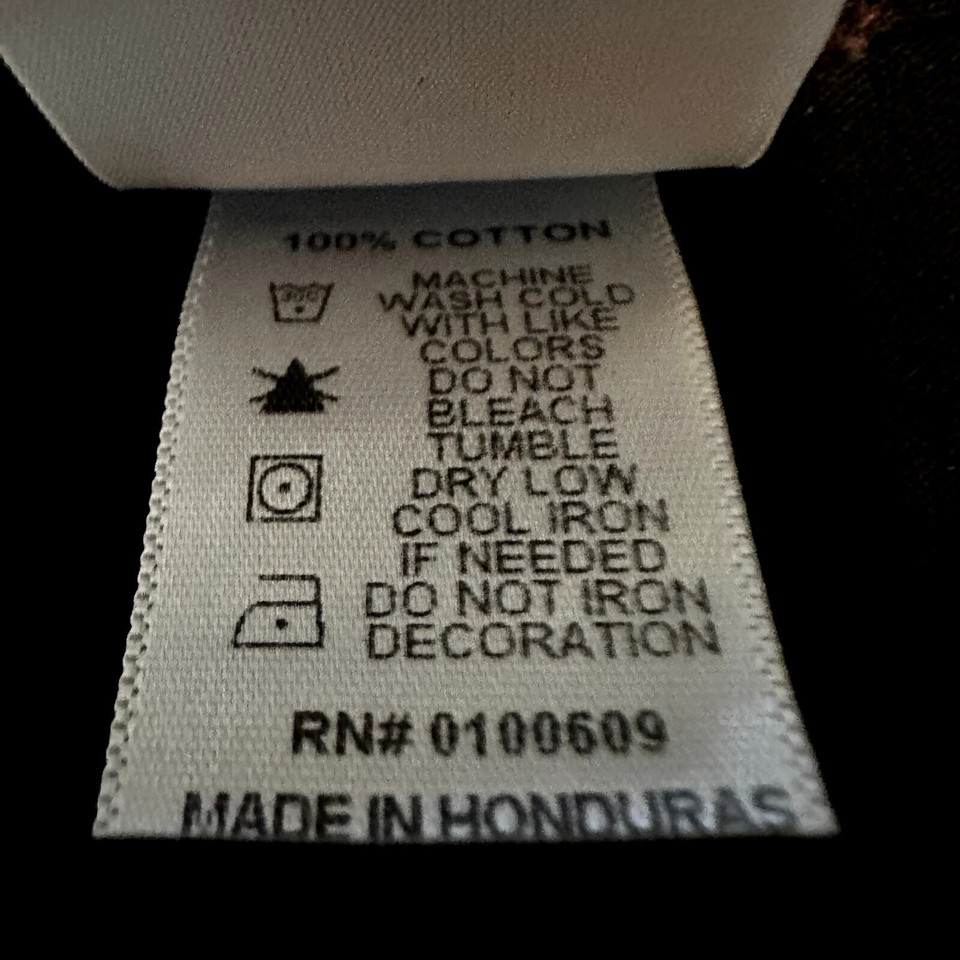 100% COTTON
MACHINE
WASH COLD
WITH LIKE
COLORS
DO NOT
BLEACH
TUMBLE
DRY LOW
COOL IRON
IF NEEDED
DO NOT IRON
DECORATION
RN# 0100609
MADE IN HONDURAS